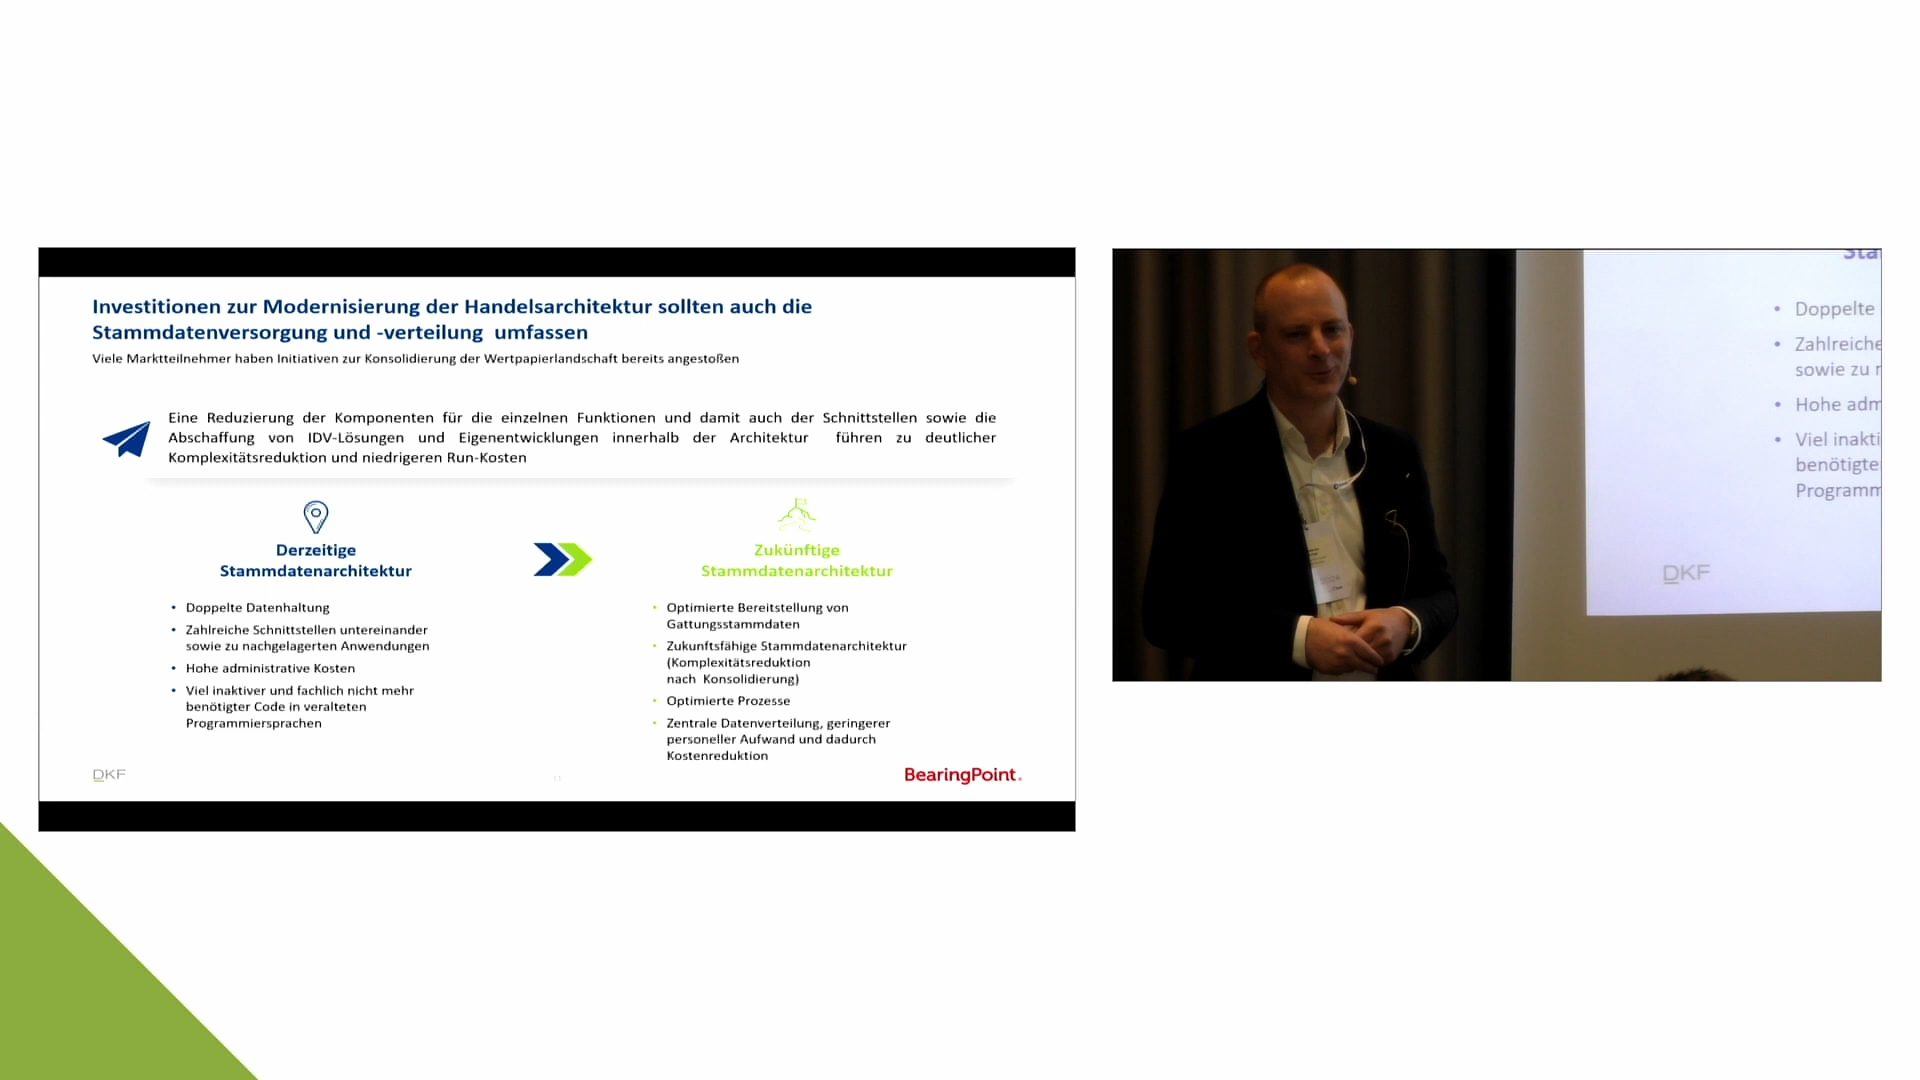 Investitionen zur Modernisierung der Handelsarchitektur sollten auch die
Stammdatenversorgung und -verteilung umfassen
Viele Marktteilnehmer haben Initiativen zur Konsolidierung der Wertpapierlandschaft bereits angestoßen
Eine Reduzierung der Komponenten für die einzelnen Funktionen und damit auch der Schnittstellen sowie die
Abschaffung von IDV-Lösungen und Eigenentwicklungen innerhalb der Architektur führen zu deutlicher
Komplexitätsreduktion und niedrigeren Run-Kosten
Derzeitige
Stammdatenarchitektur
• Doppelte Datenhaltung
• Zahlreiche Schnittstellen untereinander
sowie zu nachgelagerten Anwendungen
• Hohe administrative Kosten
• Viel inaktiver und fachlich nicht mehr
benötigter Code in veralteten
Programmiersprachen
Zukünftige
Stammdatenarchitektur
• Optimierte Bereitstellung von
Gattungsstammdaten
• Zukunftsfähige Stammdatenarchitektur
(Komplexitätsreduktion
nach Konsolidierung)
• Optimierte Prozesse
• Zentrale Datenverteilung, geringerer
personeller Aufwand und dadurch
Kostenreduktion
DKF
BearingPoint.
Sta
• Doppelte
• Zahlreiche
sowie zu n
• Hohe adm
• Viel inakti
benötigte
Programm
DKF